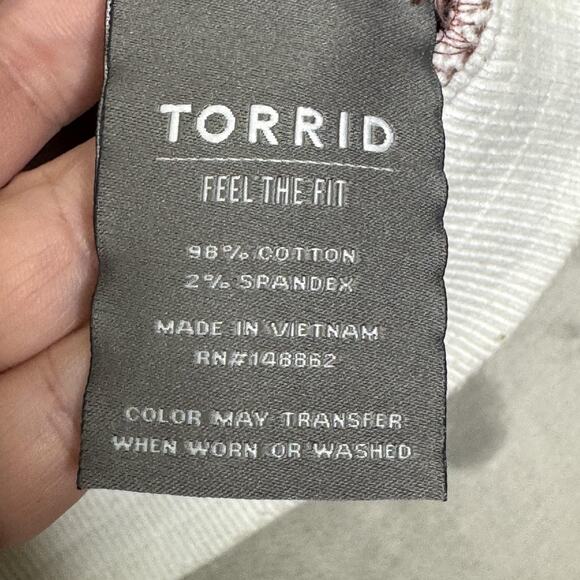 TORRID
FEEL THE FIT
98% COTTON
2% SPANDEX
MADE IN VIETNAM
RN#148862
COLOR MAY TRANSFER
WHEN WORN OR WASHED